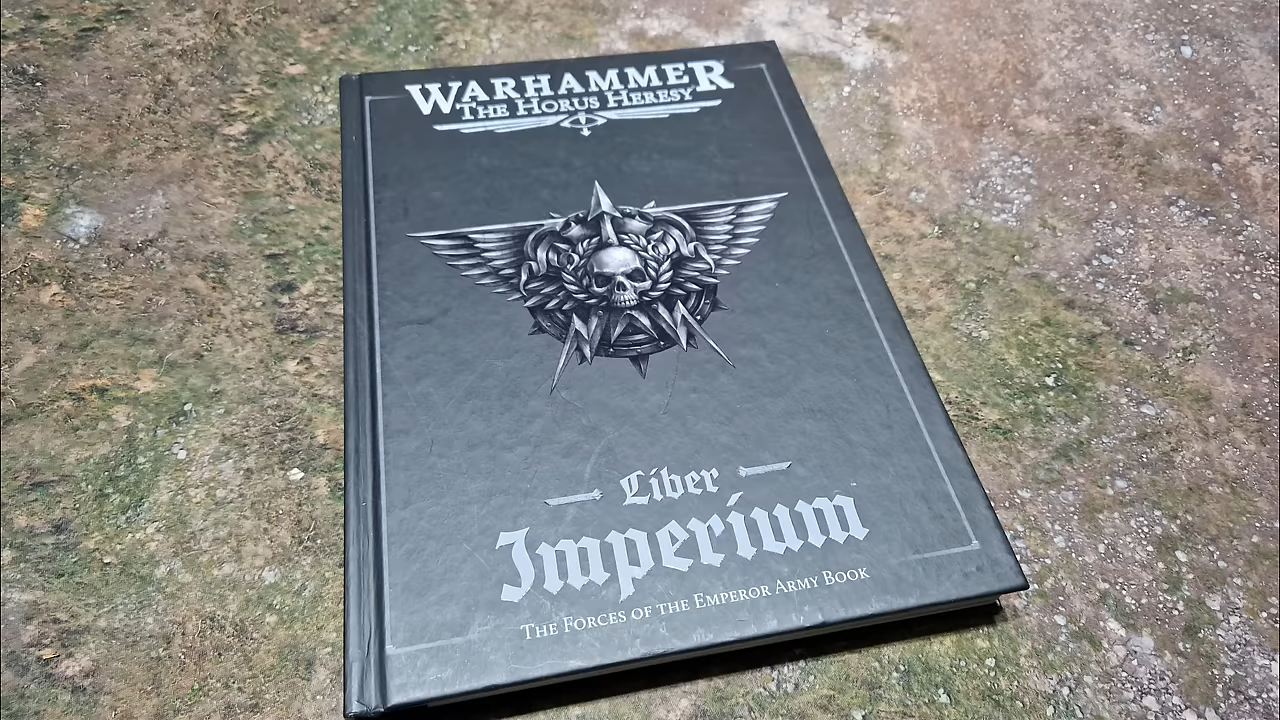 WARHAMMER
THE HORUS HERESY
Liber
Imperium
THE FORCES OF THE EMPEROR ARMY BOOK